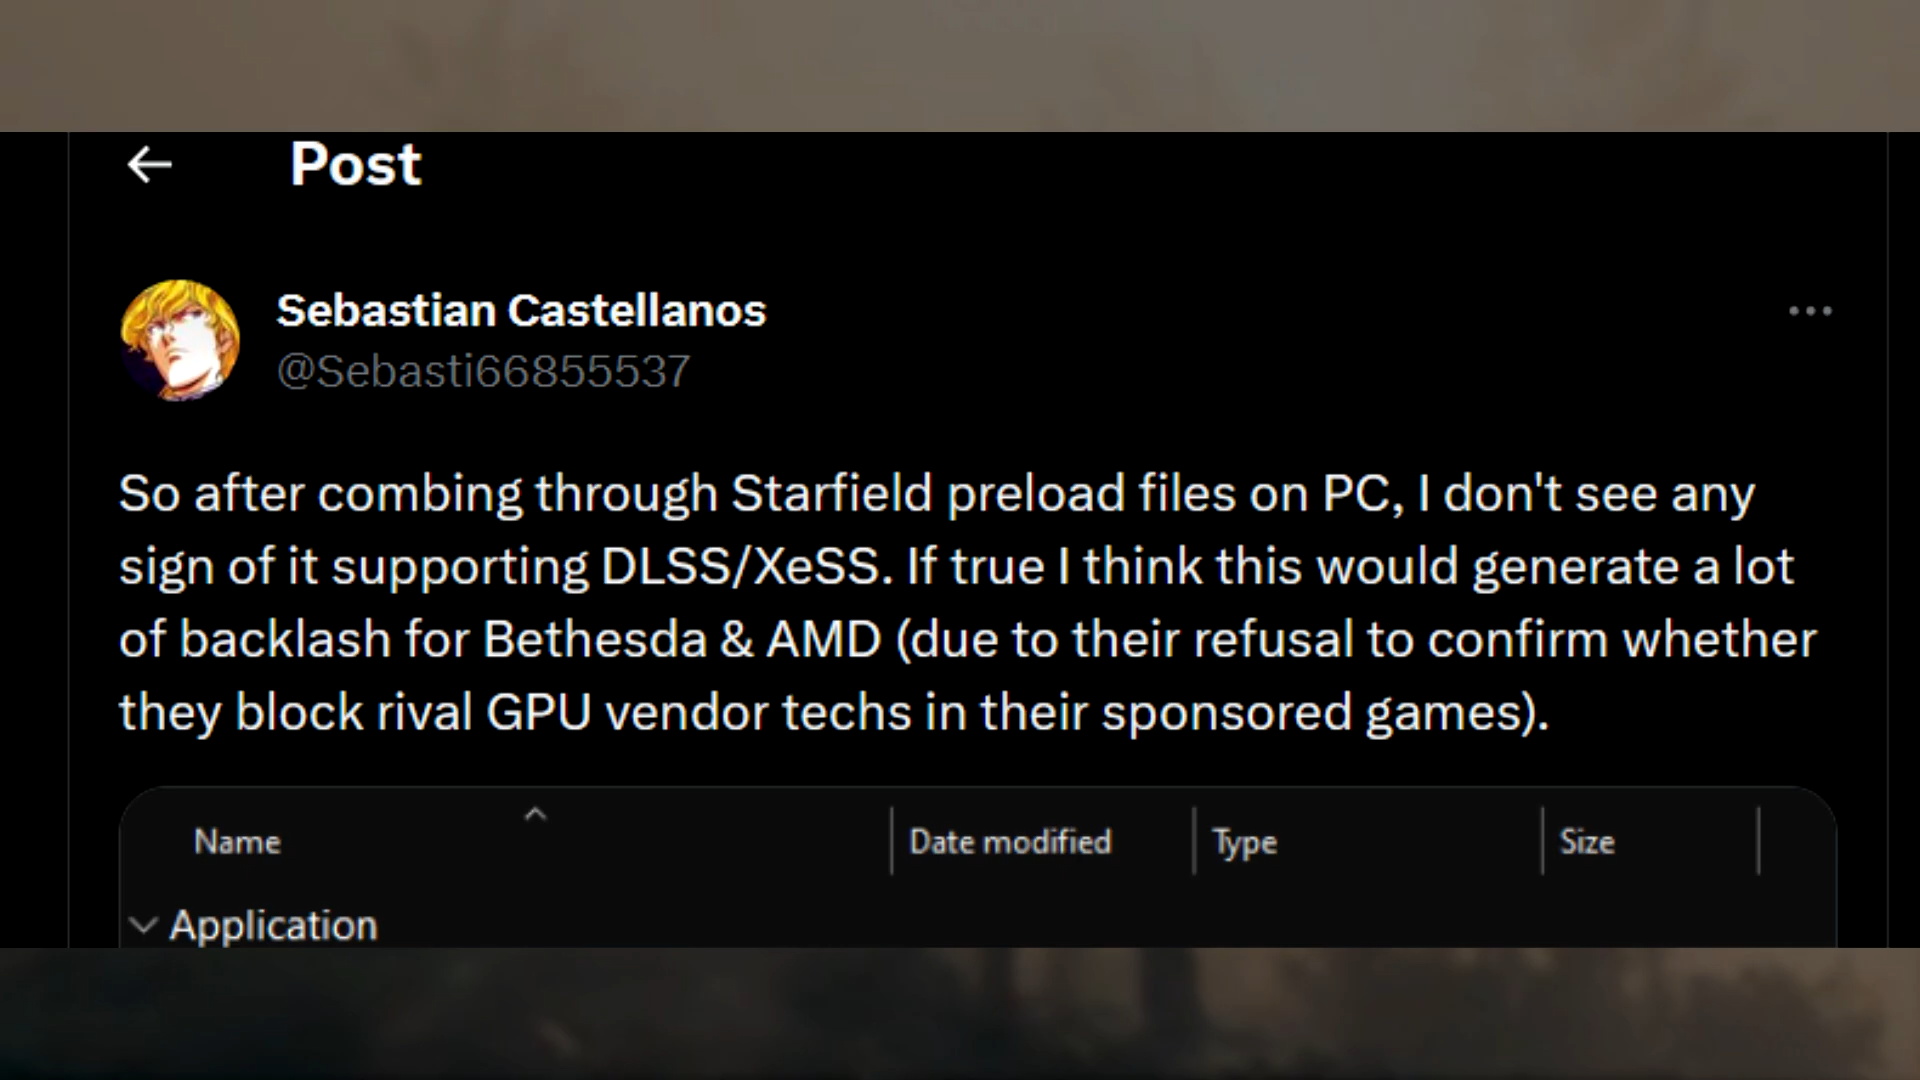 Post
Sebastian Castellanos
@Sebasti66855537
So after combing through Starfield preload files on PC, I don't see any
sign of it supporting DLSS/XeSS. If true I think this would generate a lot
of backlash for Bethesda & AMD (due to their refusal to confirm whether
they block rival GPU vendor techs in their sponsored games).
Name Date modified Type Size
Application